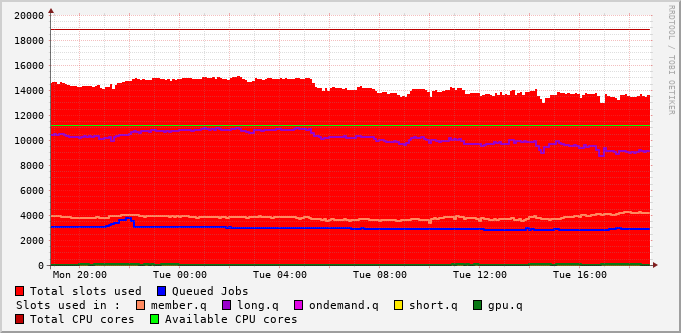 RRDTOOL / TOBI OETIKER
20000
18000
16000
14000
12000
10000
8000
6000
4000
2000
0
Mon 20:00 Tue 00:00 Tue 04:00 Tue 08:00 Tue 12:00 Tue 16:00
Total slots used Queued Jobs
Slots used in : member.q long.q ondemand.q short.q gpu.q
Total CPU cores Available CPU cores